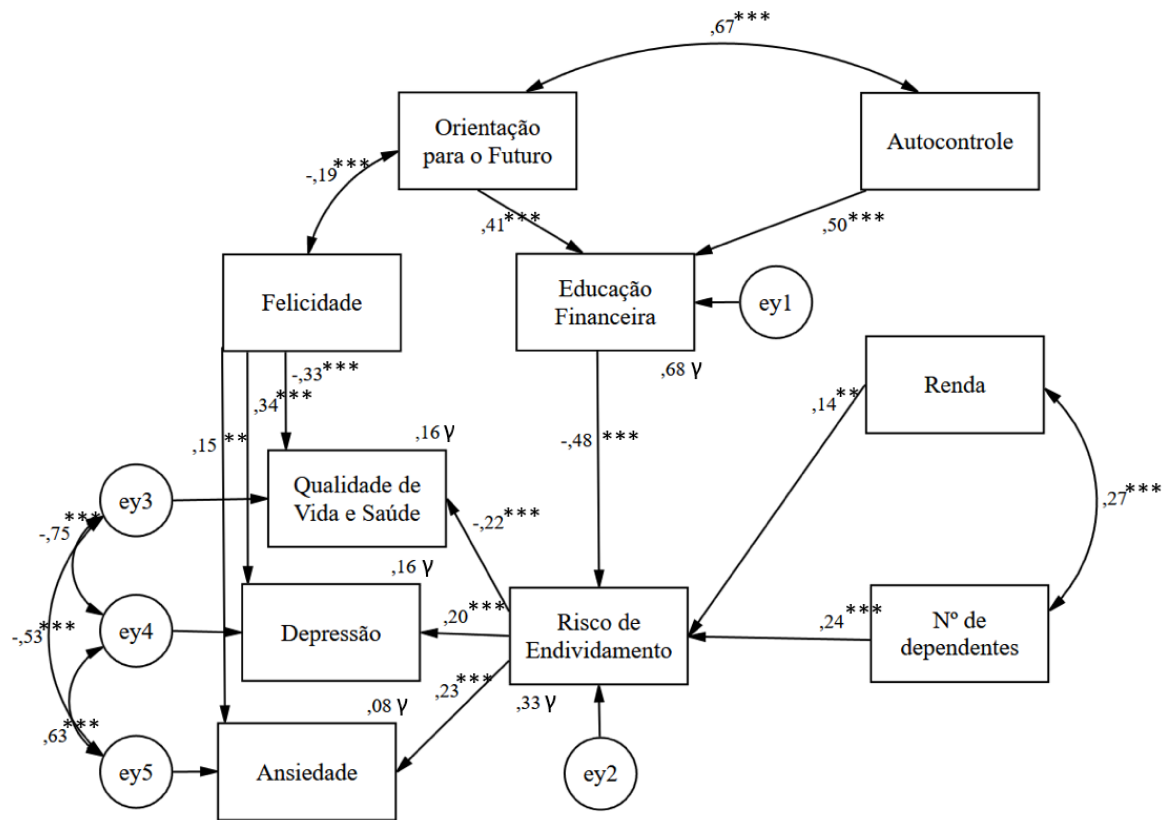 ,67***
Orientação
para o Futuro
Autocontrole
-,19***
,41***
,50***
Felicidade
Educação
Financeira
ey1
,68 γ
Renda
-,33***
,34***
,15 **
,14**
-,48 ***
,16 γ
ey3
Qualidade de
Vida e Saúde
-,22***
,27***
-,75***
,16 γ
ey4
Depressão
,20***
Risco de
Endividamento
,24***
Nº de
dependentes
-,53***
,23***
,33 γ
,08 γ
,63***
ey5
Ansiedade
ey2